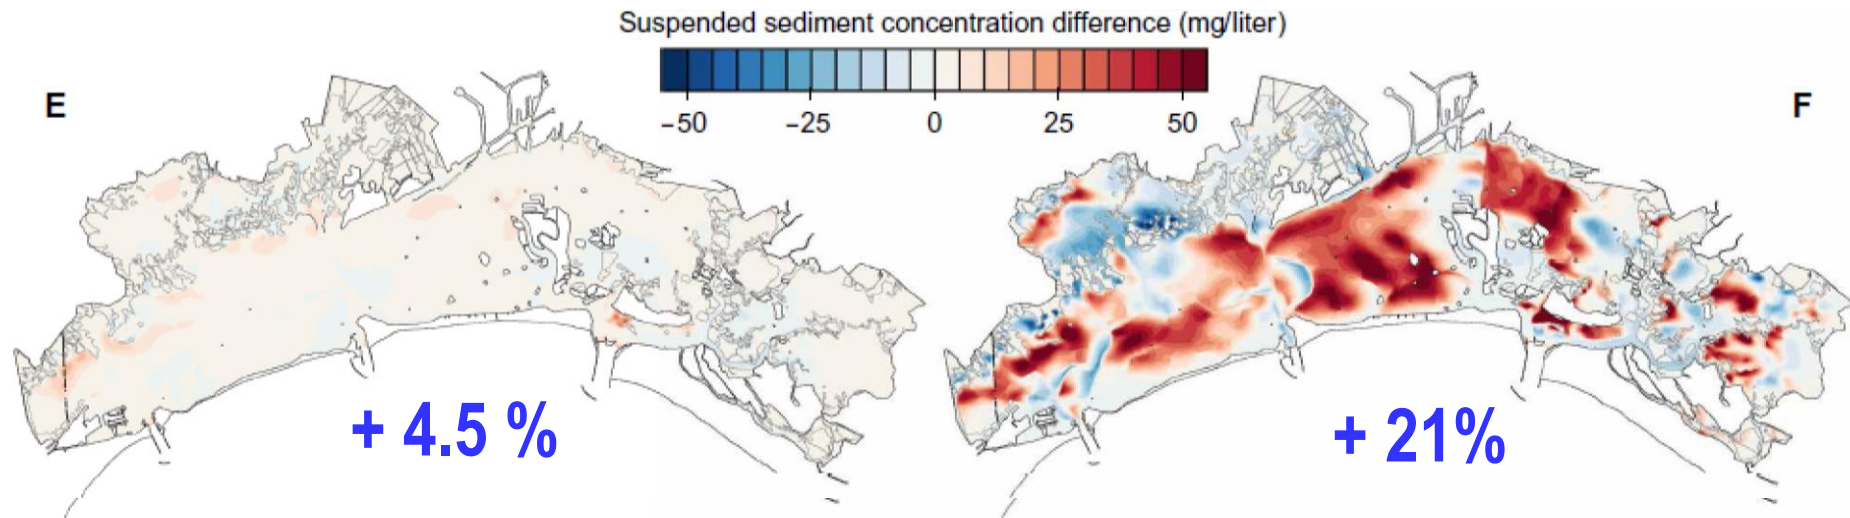 Suspended sediment concentration difference (mg/liter)
E
F
−50 −25 0 25 50
+ 4.5 %
+ 21%